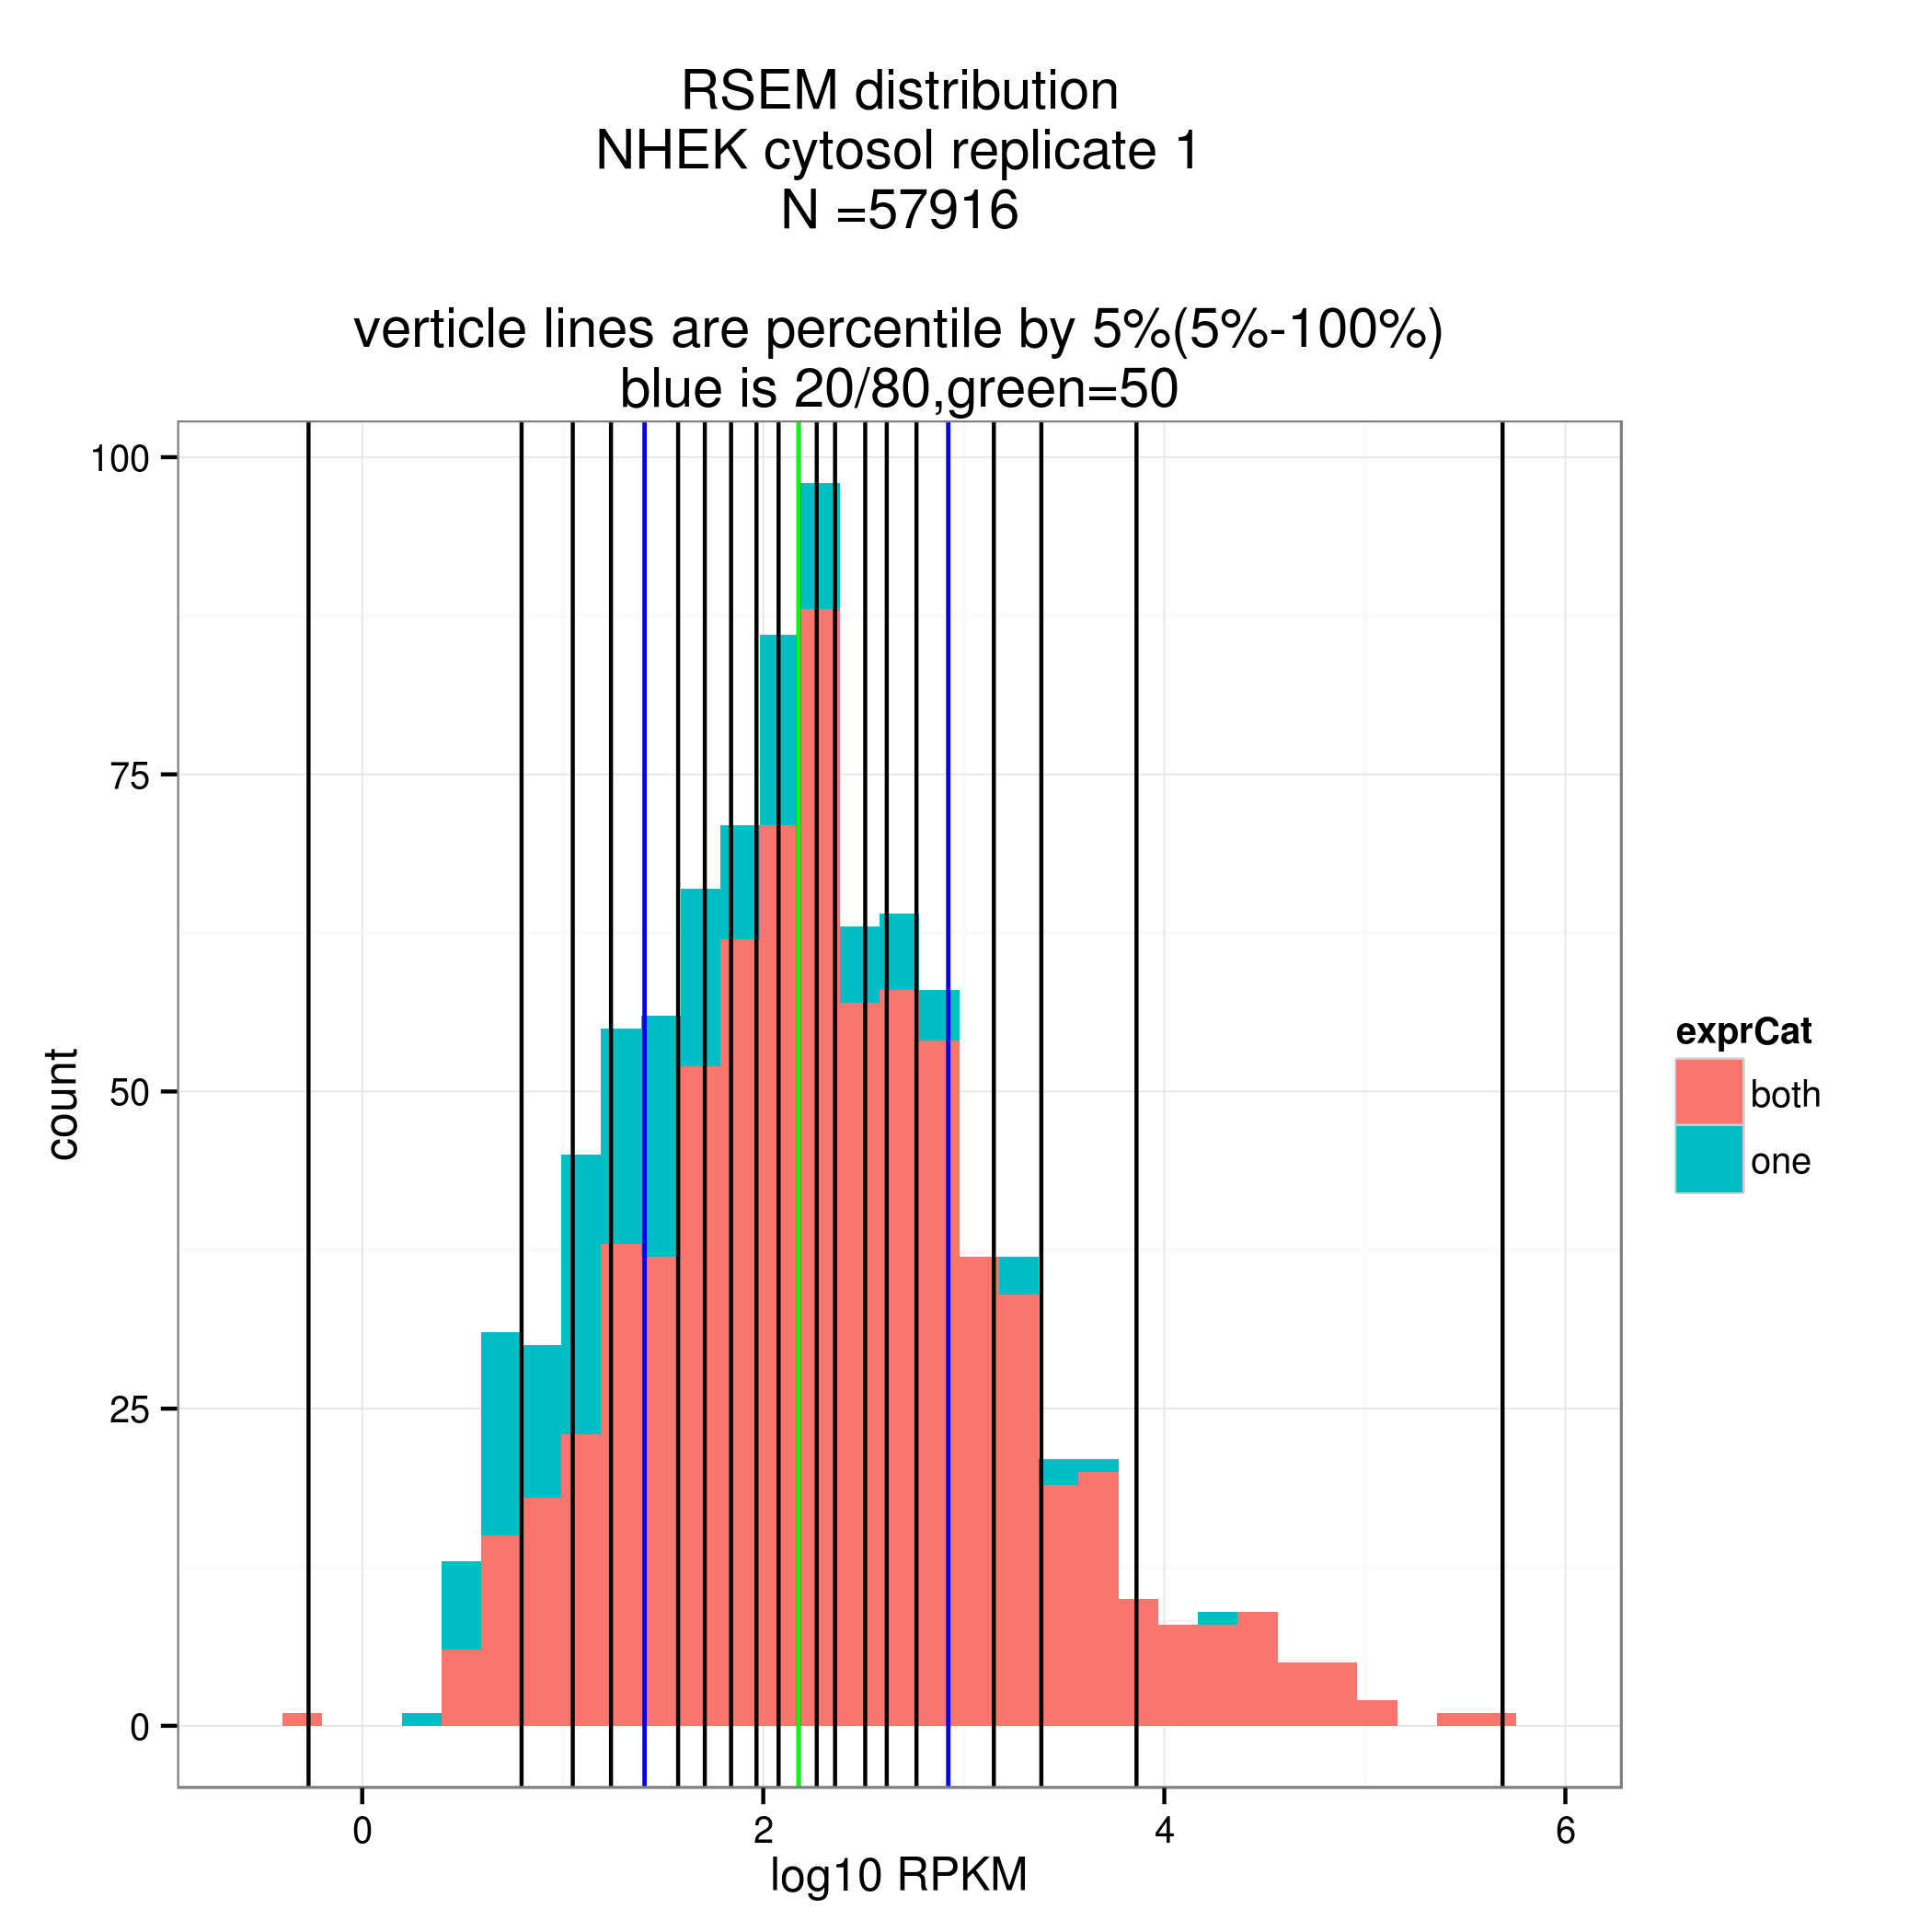 RSEM distribution
NHEK cytosol replicate 1
N =57916
verticle lines are percentile by 5%(5%-100%)
blue is 20/80,green=50
100
75
50
25
0
count
0 2 4 6
log10 RPKM
exprCat
both
one